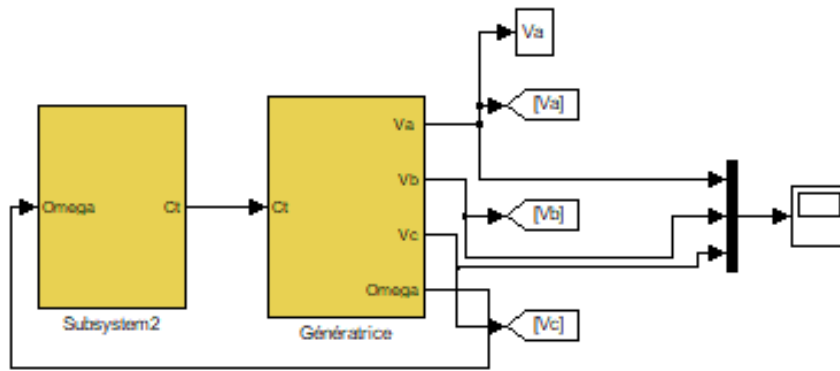 Va
[Va]
Va
Vb
Omega
Ct
Ct
[Vb]
Vc
Omega
Subsystem2
Génératrice
[Vc]